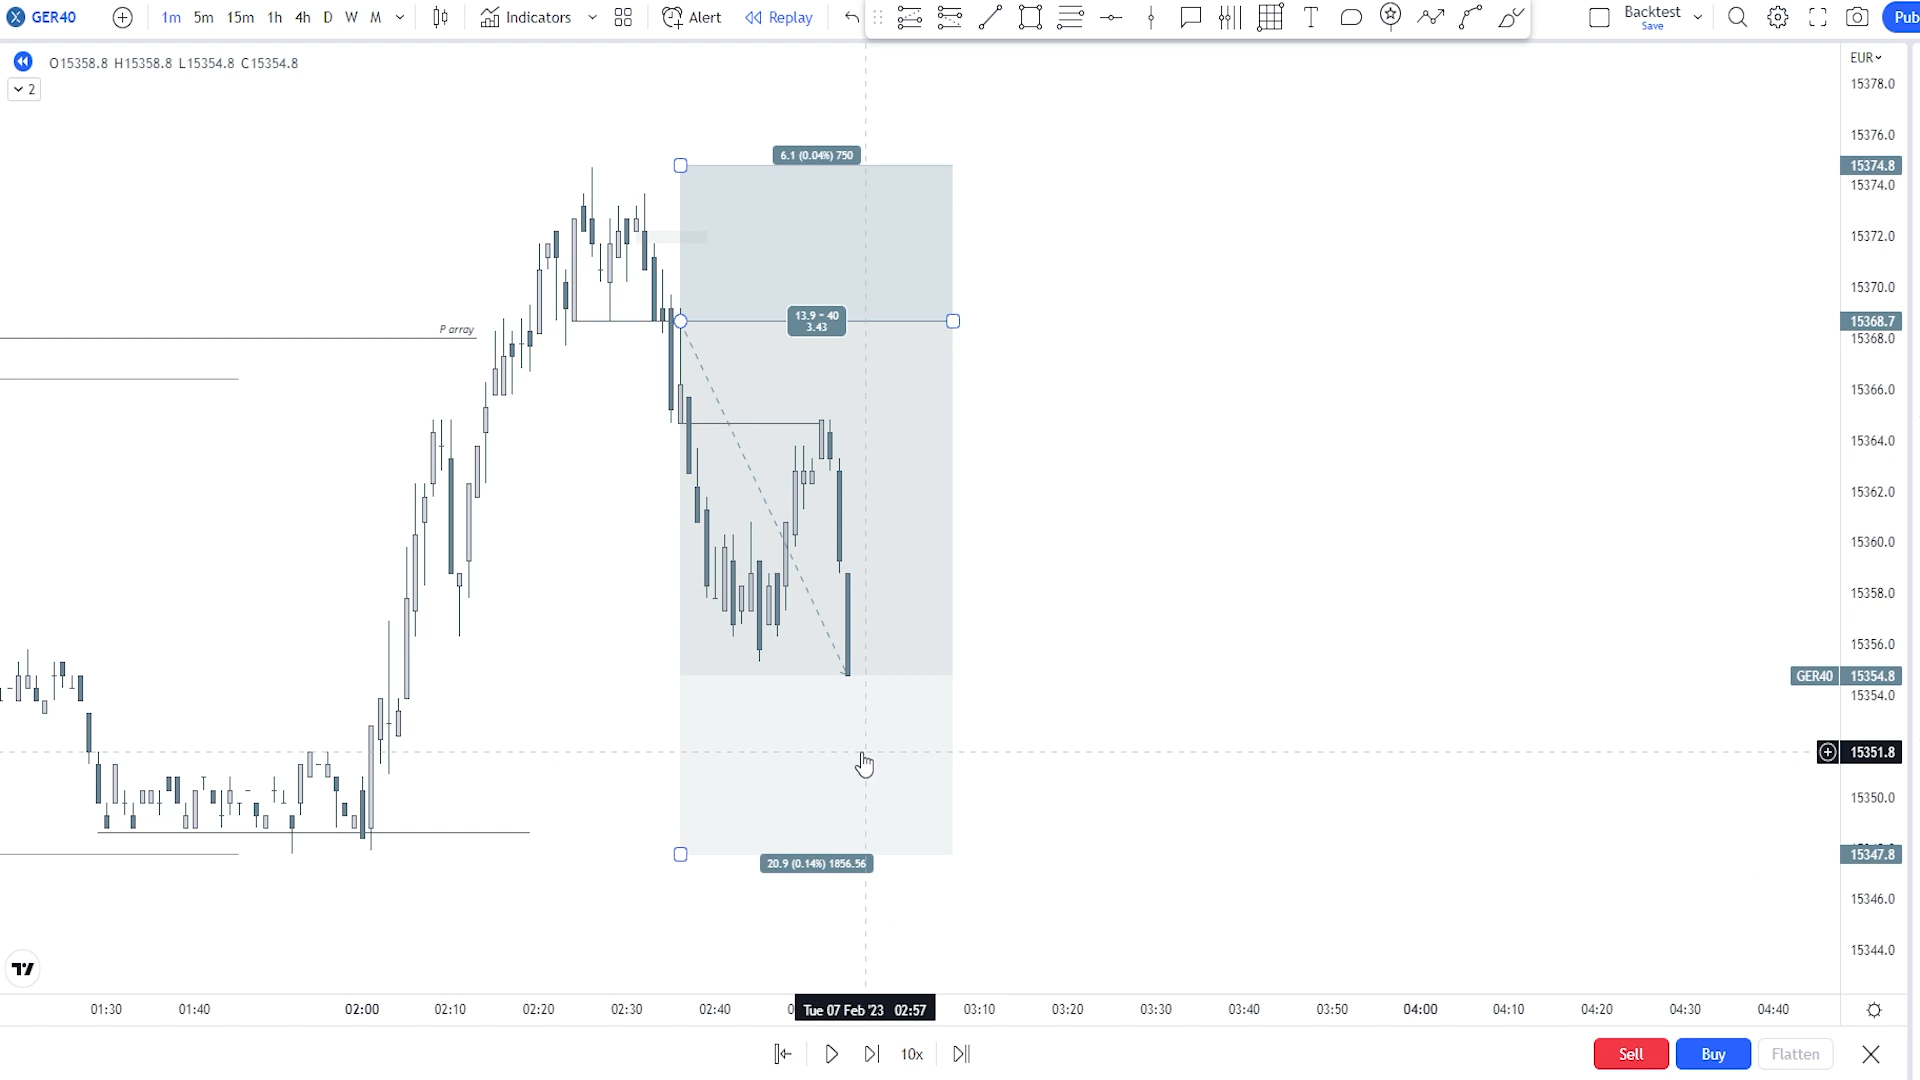 GER40
1m 5m 15m 1h 4h D W M
Indicators
Alert
Replay
Backtest
Save
Pub
O15358.8 H15358.8 L15354.8 C15354.8
2
EUR
15378.0
15376.0
6.1 (0.04%) 750
15374.8
15374.0
15372.0
15370.0
13.9 ~ 40
3.43
15368.7
P array
15368.0
15366.0
15364.0
15362.0
15360.0
15358.0
15356.0
GER40 15354.8
15354.0
15351.8
15350.0
20.9 (0.14%) 1856.56
15347.8
15346.0
15344.0
01:30 01:40 02:00 02:10 02:20 02:30 02:40 Tue 07 Feb '23 02:57 03:10 03:20 03:30 03:40 03:50 04:00 04:10 04:20 04:30 04:40
10x
Sell
Buy
Flatten